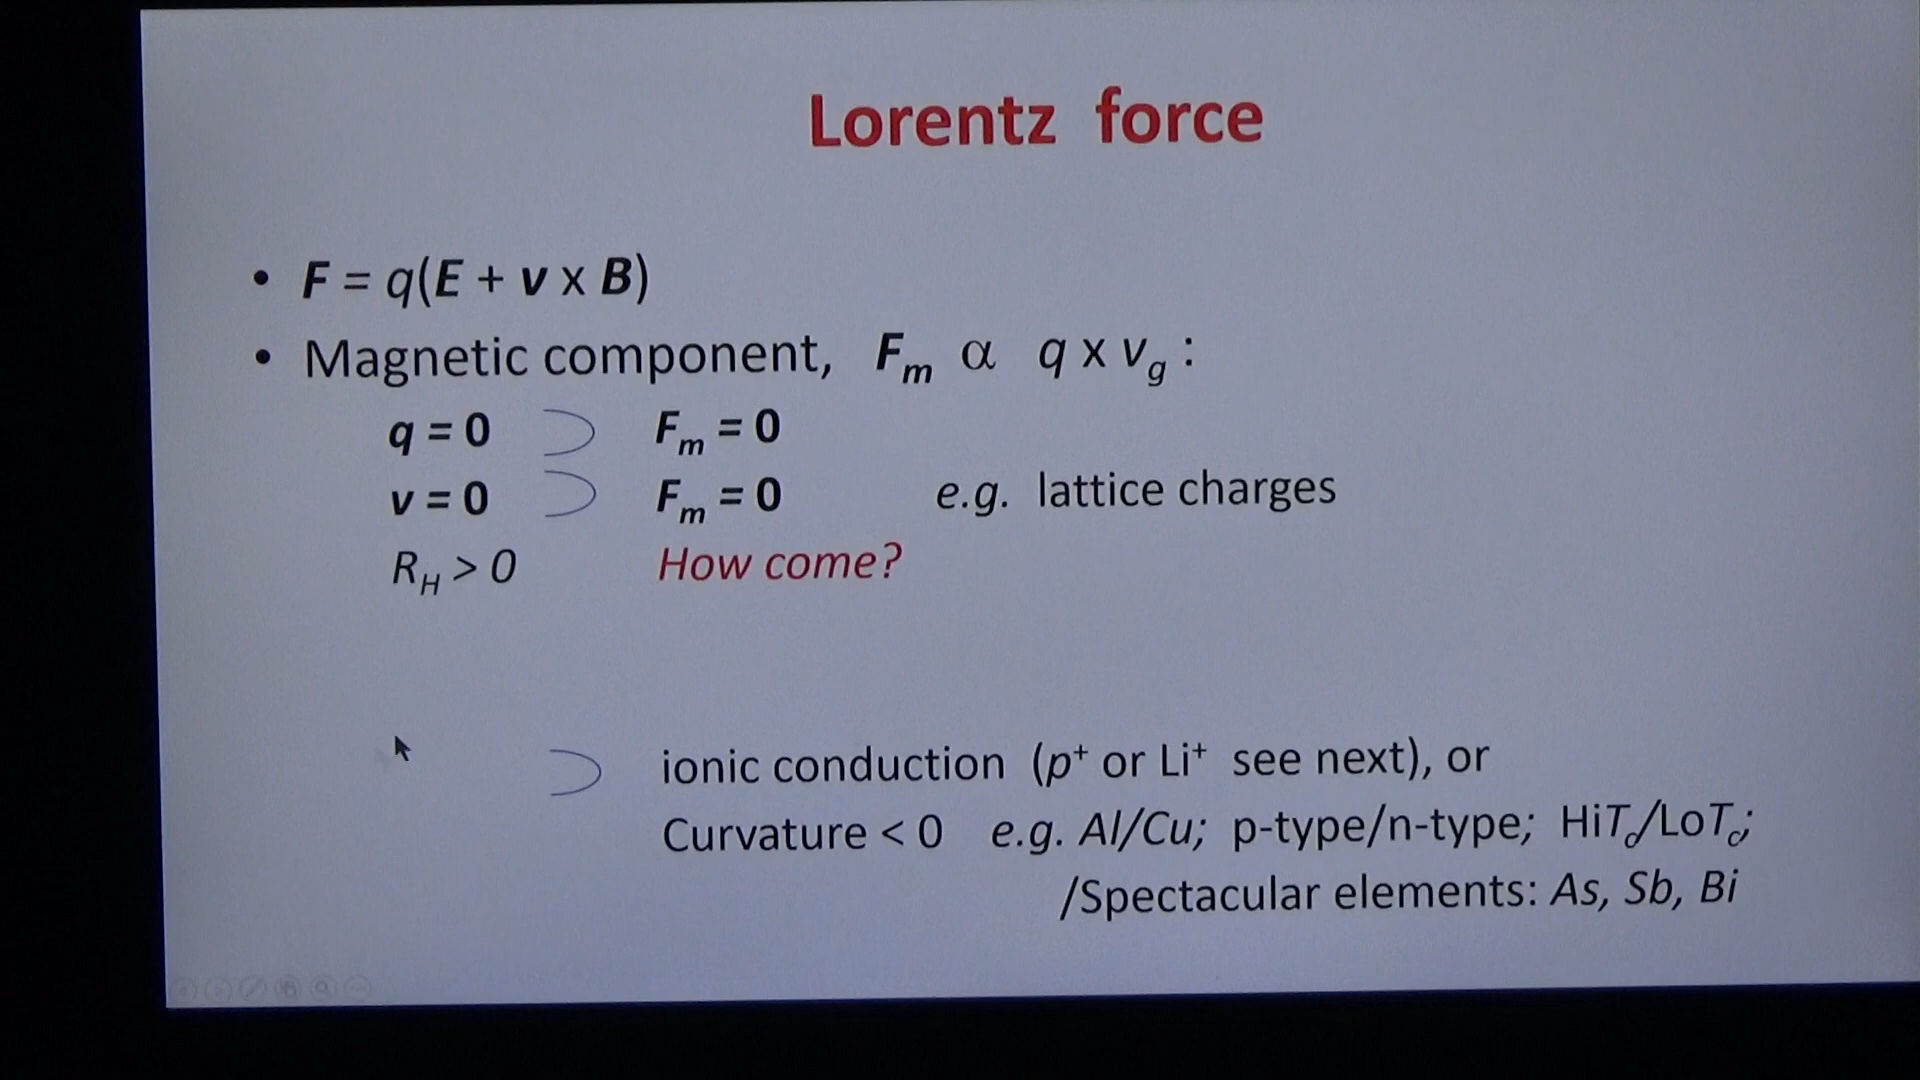 Lorentz force
• F = q(E + v x B)
• Magnetic component, Fm α q x vg :
q = 0 ⊃ Fm = 0
v = 0 ⊃ Fm = 0 e.g. lattice charges
RH > 0 How come?
⊃ ionic conduction (p+ or Li+ see next), or
Curvature < 0 e.g. Al/Cu; p-type/n-type; HiTc/LoTc;
/Spectacular elements: As, Sb, Bi